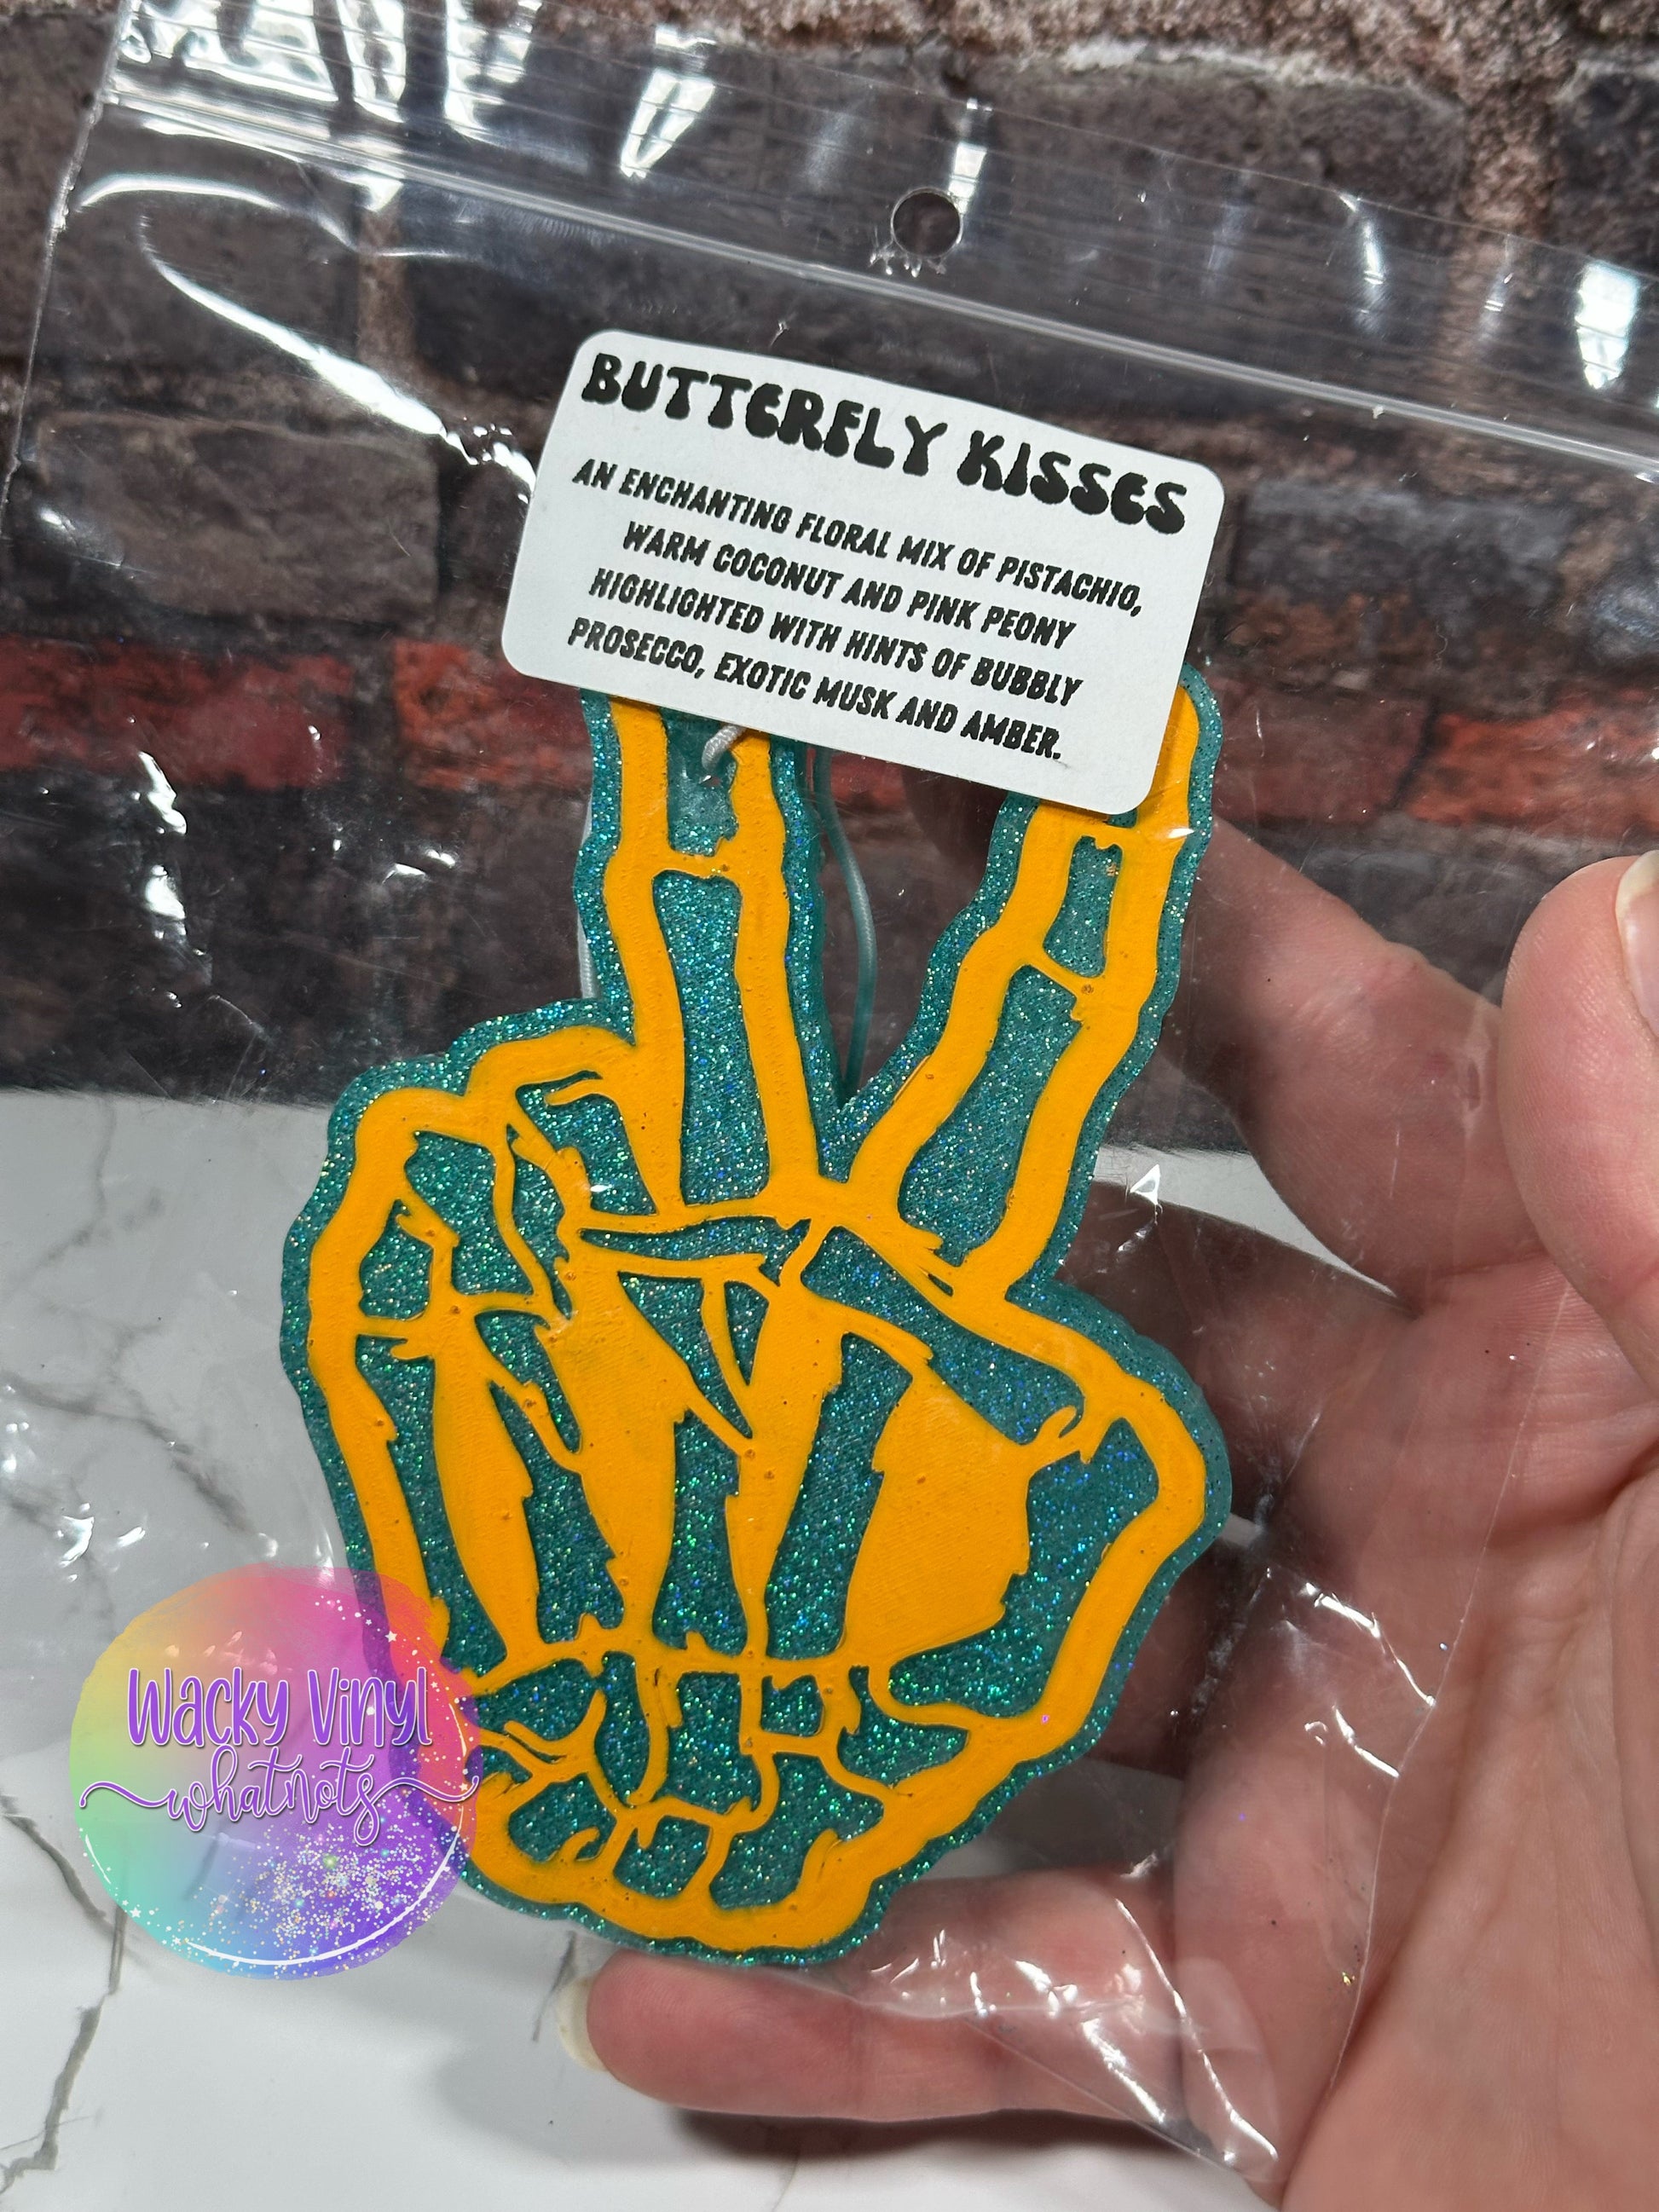 BUTTERFLY KISSES
AN ENCHANTING FLORAL MIX OF PISTACHIO,
WARM COCONUT AND PINK PEONY
HIGHLIGHTED WITH HINTS OF BUBBLY
PROSECCO, EXOTIC MUSK AND AMBER.
Wacky Vinyl
whatnots